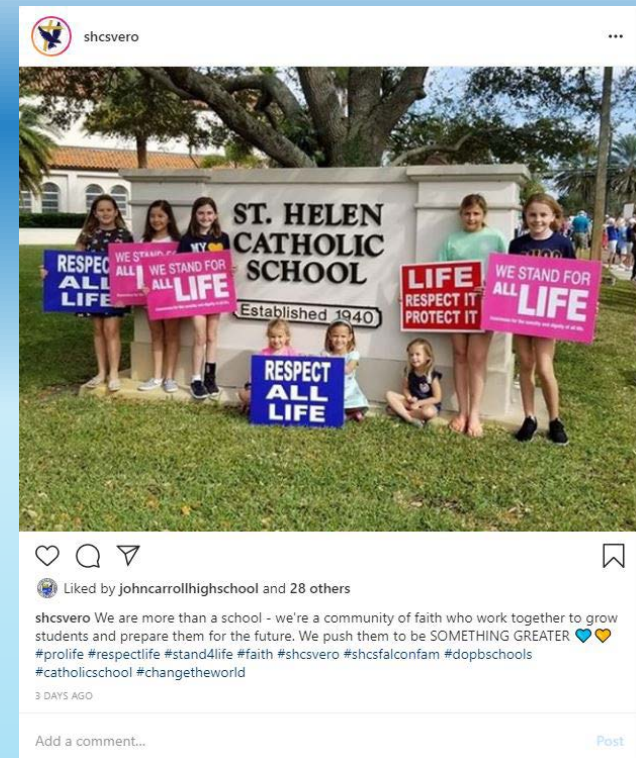 shcsvero
ST. HELEN
CATHOLIC
SCHOOL
Established 1940
RESPEC
ALL
LIFE
WE STAND FO
ALL L
WE STAND FOR
ALL LIFE
MY
RESPECT
ALL
LIFE
LIFE
RESPECT IT
PROTECT IT
WE STAND FOR
ALL LIFE
Liked by johncarrollhighschool and 28 others
shcsvero We are more than a school - we're a community of faith who work together to grow
students and prepare them for the future. We push them to be SOMETHING GREATER 💙🧡
#prolife #respectlife #stand4life #faith #shcsvero #shcsfalconfam #dopbschools
#catholicschool #changetheworld
3 DAYS AGO
Add a comment...
Post